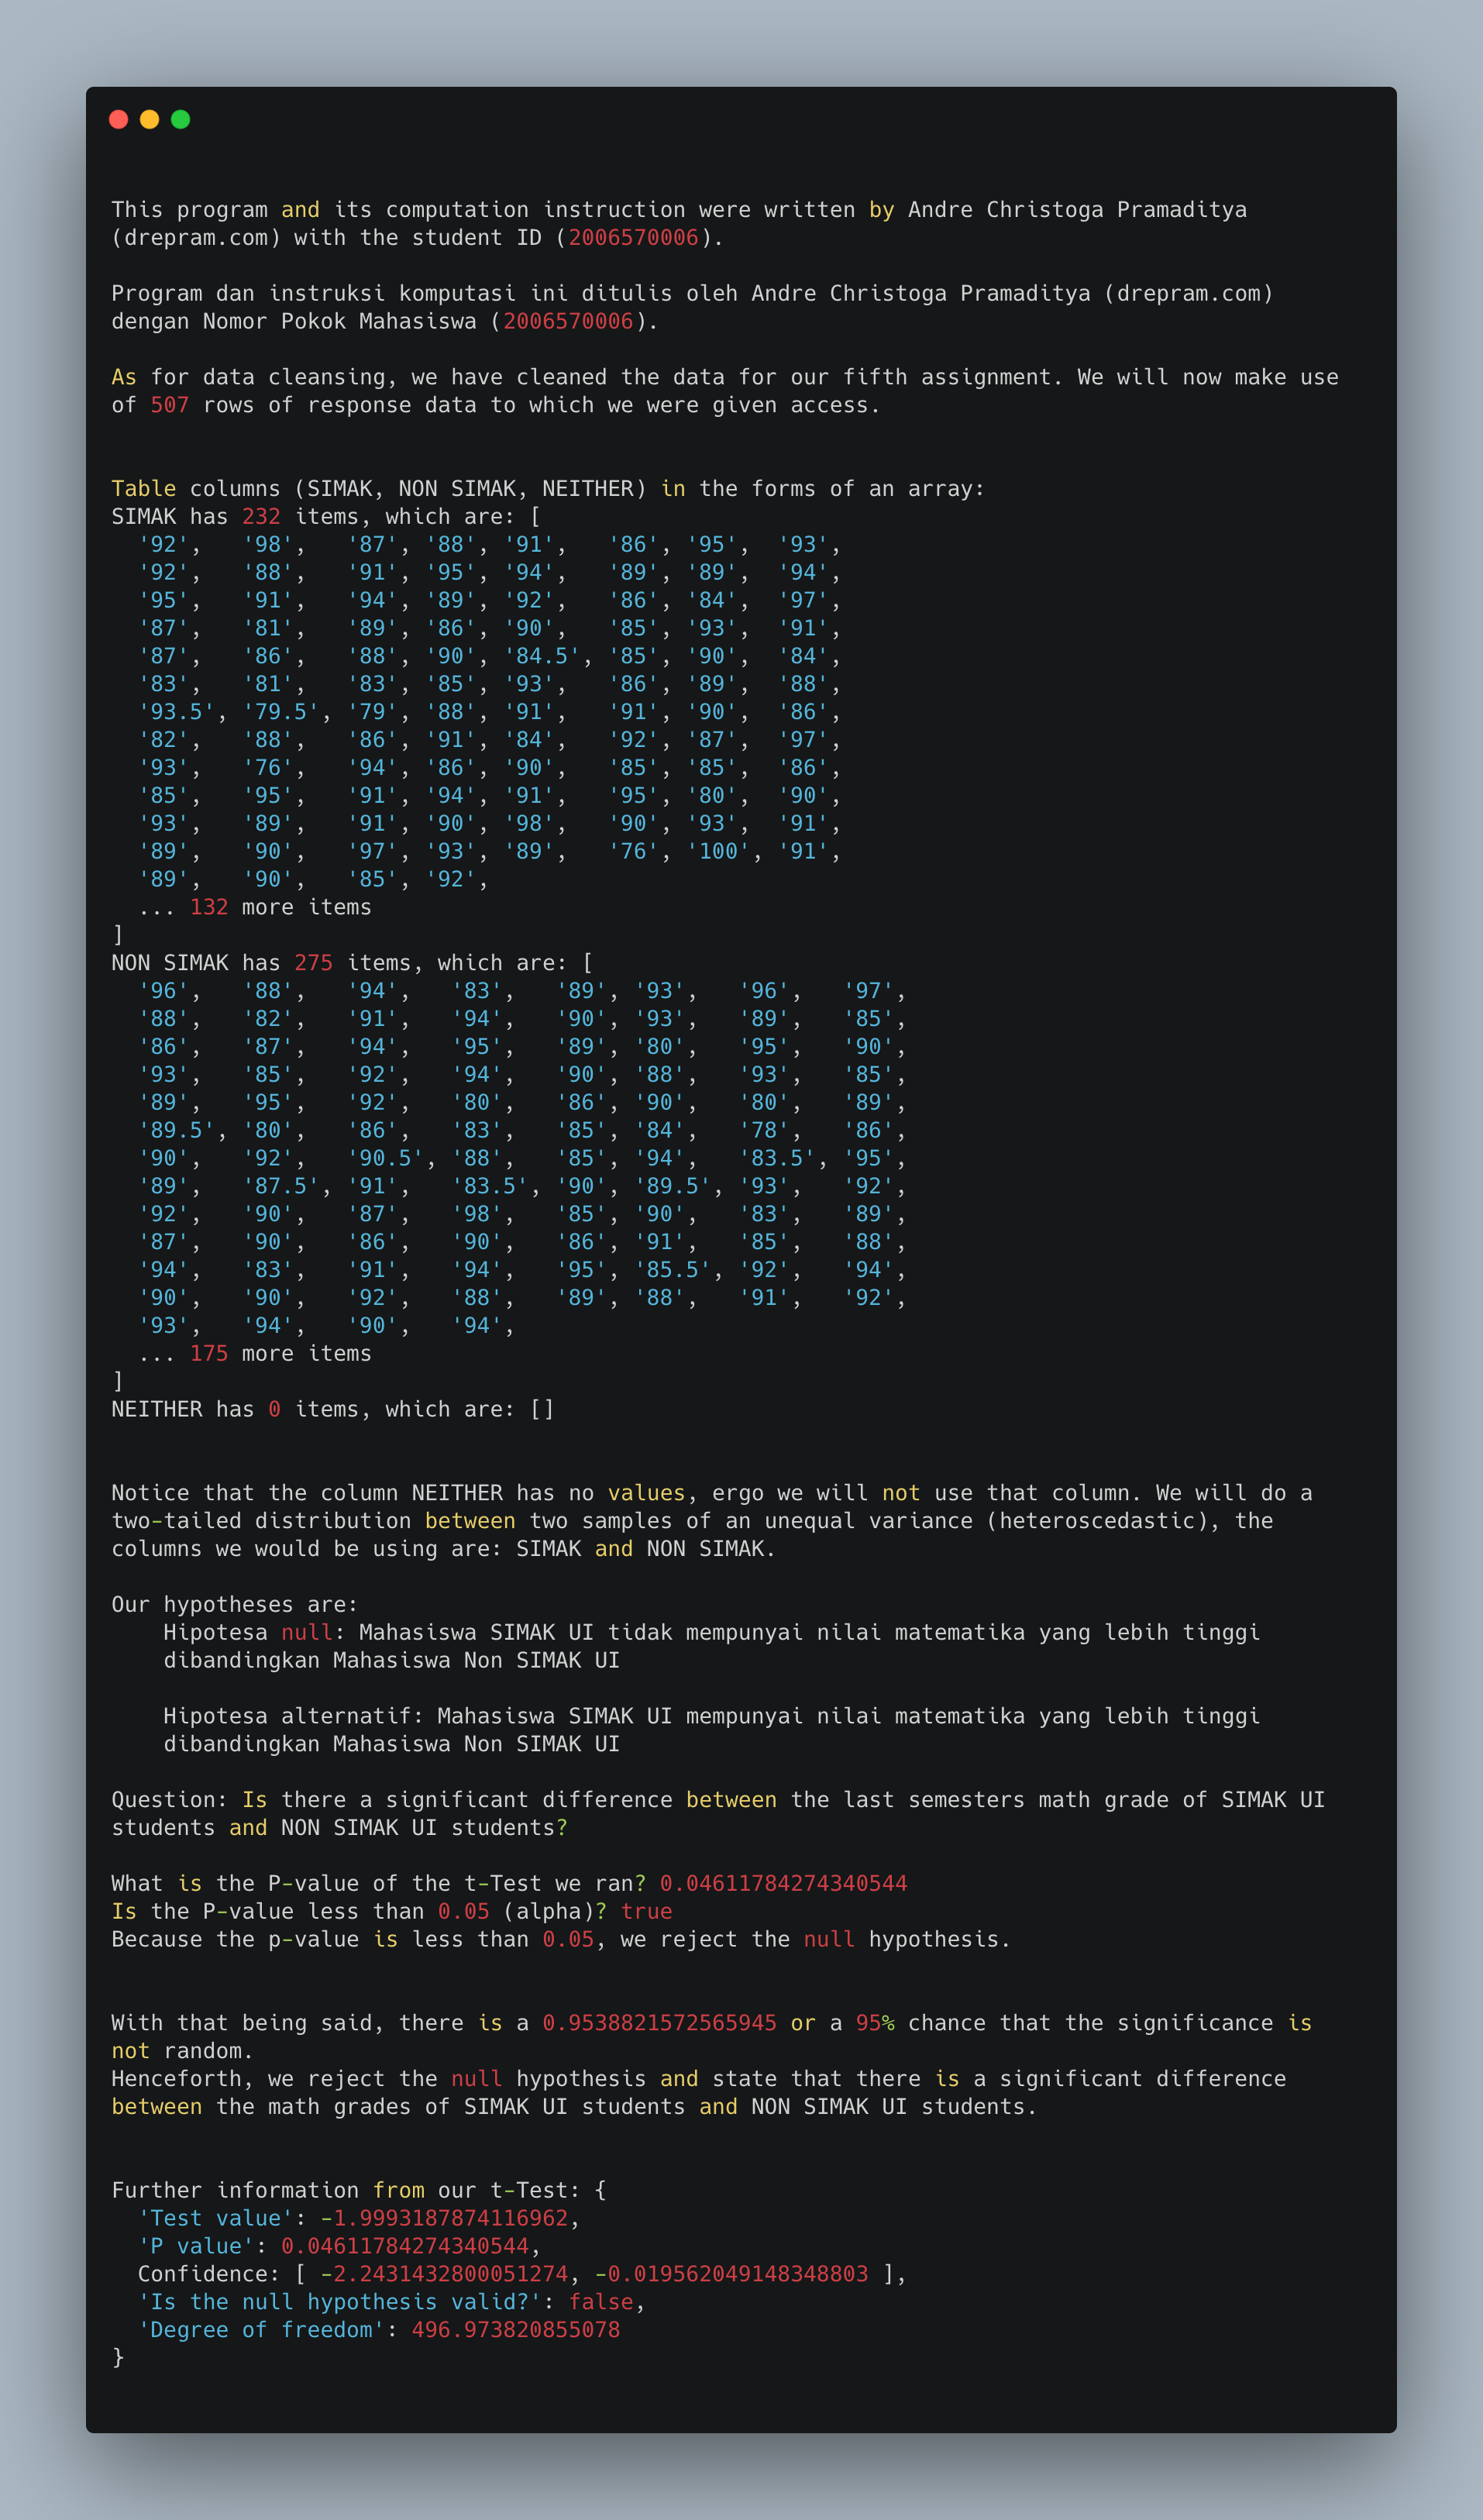 This program and its computation instruction were written by Andre Christoga Pramaditya
(drepram.com) with the student ID (2006570006).
Program dan instruksi komputasi ini ditulis oleh Andre Christoga Pramaditya (drepram.com)
dengan Nomor Pokok Mahasiswa (2006570006).
As for data cleansing, we have cleaned the data for our fifth assignment. We will now make use
of 507 rows of response data to which we were given access.
Table columns (SIMAK, NON SIMAK, NEITHER) in the forms of an array:
SIMAK has 232 items, which are: [
'92', '98', '87', '88', '91', '86', '95', '93',
'92', '88', '91', '95', '94', '89', '89', '94',
'95', '91', '94', '89', '92', '86', '84', '97',
'87', '81', '89', '86', '90', '85', '93', '91',
'87', '86', '88', '90', '84.5', '85', '90', '84',
'83', '81', '83', '85', '93', '86', '89', '88',
'93.5', '79.5', '79', '88', '91', '91', '90', '86',
'82', '88', '86', '91', '84', '92', '87', '97',
'93', '76', '94', '86', '90', '85', '85', '86',
'85', '95', '91', '94', '91', '95', '80', '90',
'93', '89', '91', '90', '98', '90', '93', '91',
'89', '90', '97', '93', '89', '76', '100', '91',
'89', '90', '85', '92',
... 132 more items
]
NON SIMAK has 275 items, which are: [
'96', '88', '94', '83', '89', '93', '96', '97',
'88', '82', '91', '94', '90', '93', '89', '85',
'86', '87', '94', '95', '89', '80', '95', '90',
'93', '85', '92', '94', '90', '88', '93', '85',
'89', '95', '92', '80', '86', '90', '80', '89',
'89.5', '80', '86', '83', '85', '84', '78', '86',
'90', '92', '90.5', '88', '85', '94', '83.5', '95',
'89', '87.5', '91', '83.5', '90', '89.5', '93', '92',
'92', '90', '87', '98', '85', '90', '83', '89',
'87', '90', '86', '90', '86', '91', '85', '88',
'94', '83', '91', '94', '95', '85.5', '92', '94',
'90', '90', '92', '88', '89', '88', '91', '92',
'93', '94', '90', '94',
... 175 more items
]
NEITHER has 0 items, which are: []
Notice that the column NEITHER has no values, ergo we will not use that column. We will do a
two-tailed distribution between two samples of an unequal variance (heteroscedastic), the
columns we would be using are: SIMAK and NON SIMAK.
Our hypotheses are:
Hipotesa null: Mahasiswa SIMAK UI tidak mempunyai nilai matematika yang lebih tinggi
dibandingkan Mahasiswa Non SIMAK UI
Hipotesa alternatif: Mahasiswa SIMAK UI mempunyai nilai matematika yang lebih tinggi
dibandingkan Mahasiswa Non SIMAK UI
Question: Is there a significant difference between the last semesters math grade of SIMAK UI
students and NON SIMAK UI students?
What is the P-value of the t-Test we ran? 0.04611784274340544
Is the P-value less than 0.05 (alpha)? true
Because the p-value is less than 0.05, we reject the null hypothesis.
With that being said, there is a 0.9538821572565945 or a 95% chance that the significance is
not random.
Henceforth, we reject the null hypothesis and state that there is a significant difference
between the math grades of SIMAK UI students and NON SIMAK UI students.
Further information from our t-Test: {
'Test value': -1.9993187874116962,
'P value': 0.04611784274340544,
Confidence: [ -2.2431432800051274, -0.019562049148348803 ],
'Is the null hypothesis valid?': false,
'Degree of freedom': 496.973820855078
}